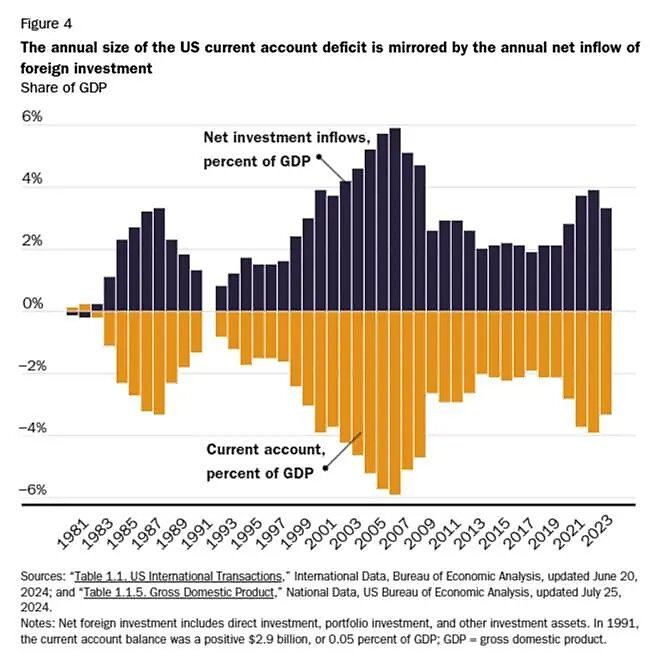 Figure 4
The annual size of the US current account deficit is mirrored by the annual net inflow of
foreign investment
Share of GDP
6%
Net investment inflows,
percent of GDP
4%
2%
0%
−2%
−4%
Current account,
percent of GDP
−6%
1981 1983 1985 1987 1989 1991 1993 1995 1997 1999 2001 2003 2005 2007 2009 2011 2013 2015 2017 2019 2021 2023
Sources: “Table 1.1. US International Transactions,” International Data, Bureau of Economic Analysis, updated June 20,
2024; and “Table 1.1.5. Gross Domestic Product,” National Data, US Bureau of Economic Analysis, updated July 25,
2024.
Notes: Net foreign investment includes direct investment, portfolio investment, and other investment assets. In 1991,
the current account balance was a positive $2.9 billion, or 0.05 percent of GDP; GDP = gross domestic product.